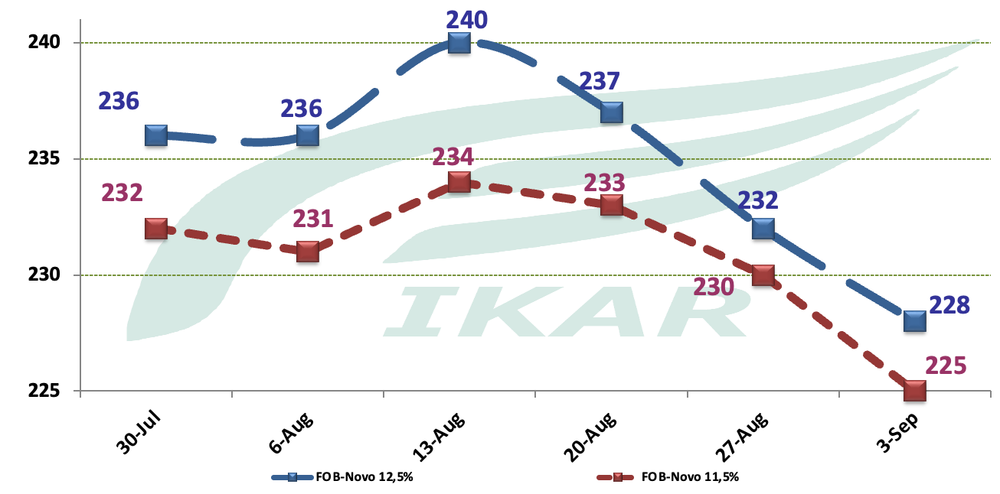 240
240
237
236
236
235
234
233
232
232
231
230
230
228
225
225
30-Jul
6-Aug
13-Aug
20-Aug
27-Aug
3-Sep
IKAR
FOB-Novo 12,5%
FOB-Novo 11,5%